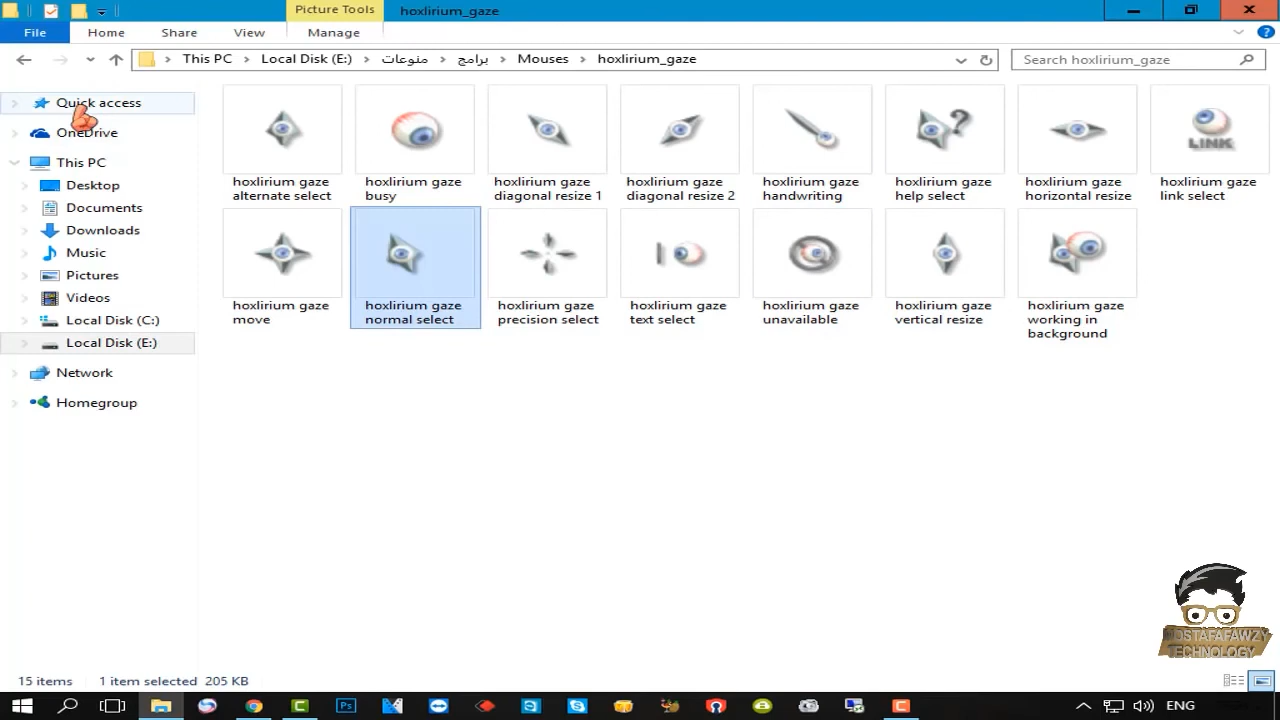 Picture Tools
hoxlirium_gaze
File
Home
Share
View
Manage
This PC
Local Disk (E:)
منوعات
برامج
Mouses
hoxlirium_gaze
Search hoxlirium_gaze
Quick access
OneDrive
This PC
Desktop
Documents
Downloads
Music
Pictures
Videos
Local Disk (C:)
Local Disk (E:)
Network
Homegroup
hoxlirium gaze
alternate select
hoxlirium gaze
busy
hoxlirium gaze
diagonal resize 1
hoxlirium gaze
diagonal resize 2
hoxlirium gaze
handwriting
hoxlirium gaze
help select
hoxlirium gaze
horizontal resize
LINK
hoxlirium gaze
link select
hoxlirium gaze
move
hoxlirium gaze
normal select
hoxlirium gaze
precision select
hoxlirium gaze
text select
hoxlirium gaze
unavailable
hoxlirium gaze
vertical resize
hoxlirium gaze
working in
background
MOSTAFAFAWZY
TECHNOLOGY
15 items
1 item selected 205 KB
Ps
ENG